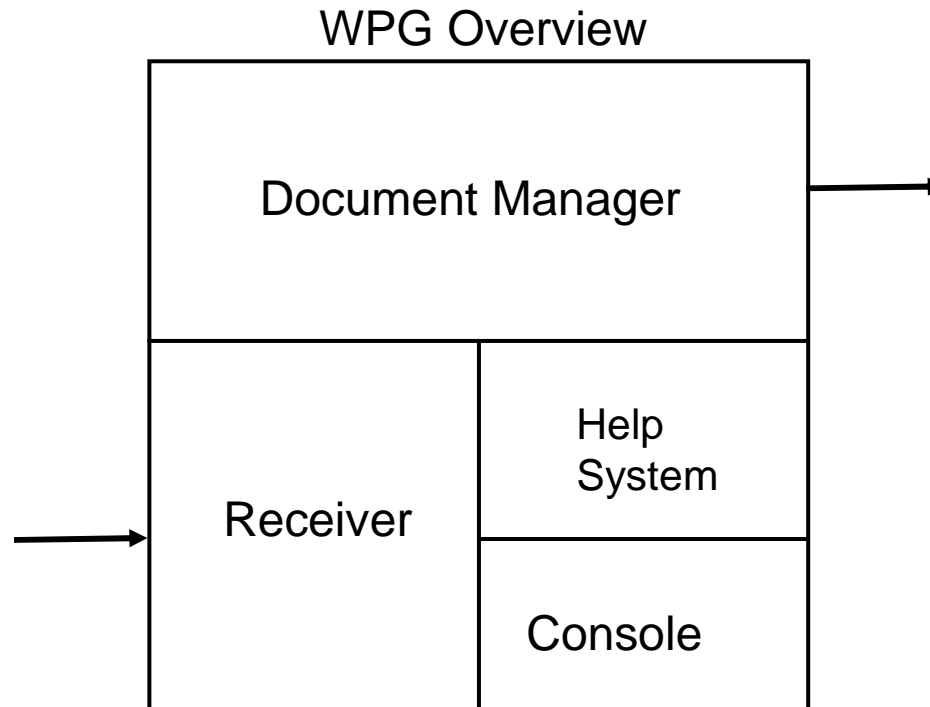 WPG Overview
Document Manager
Receiver
Help
System
Console